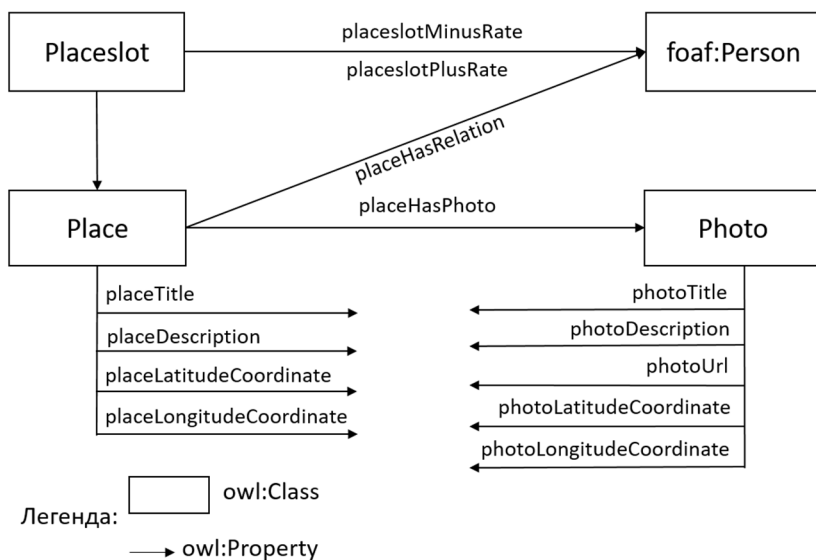 Placeslot
placeslotMinusRate
placeslotPlusRate
foaf:Person
placeHasRelation
Place
placeHasPhoto
Photo
placeTitle
placeDescription
placeLatitudeCoordinate
placeLongitudeCoordinate
photoTitle
photoDescription
photoUrl
photoLatitudeCoordinate
photoLongitudeCoordinate
Легенда:
owl:Class
owl:Property